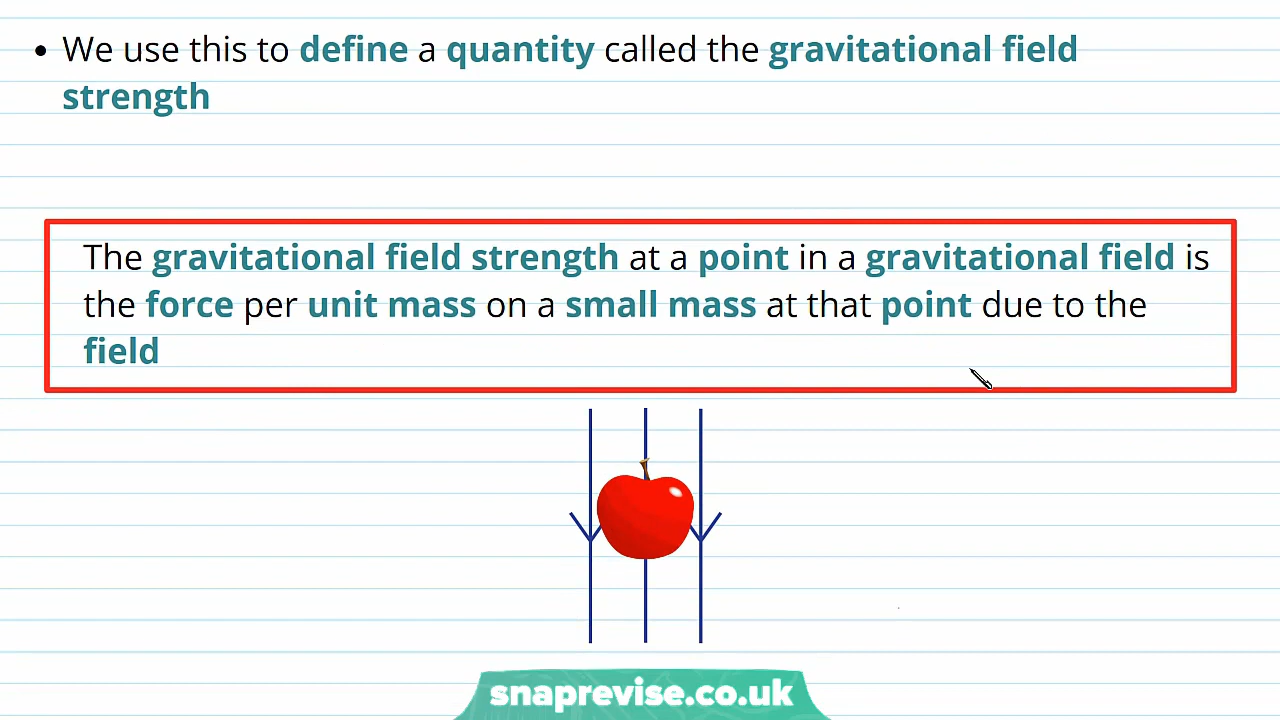 • We use this to define a quantity called the gravitational field
strength
The gravitational field strength at a point in a gravitational field is
the force per unit mass on a small mass at that point due to the
field
snaprevise.co.uk